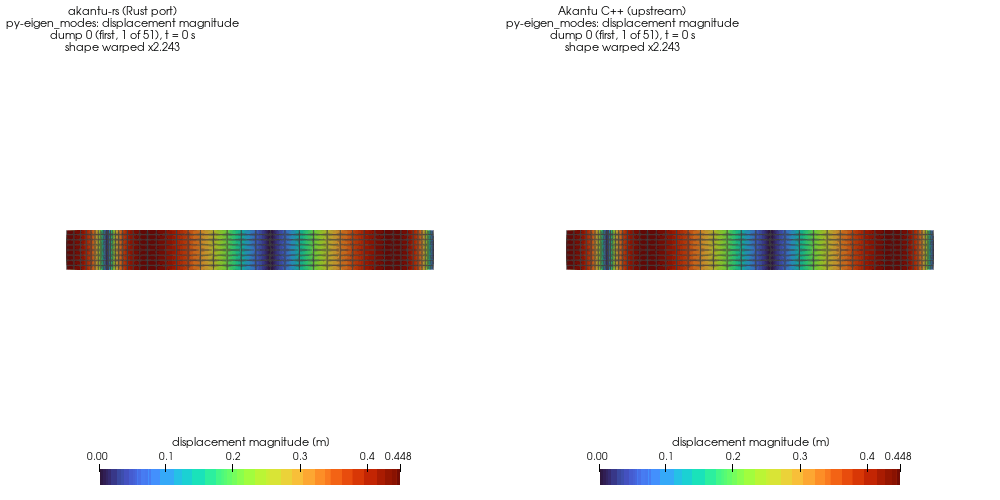 akantu-rs (Rust port)
py-eigen_modes: displacement magnitude
dump 0 (first, 1 of 51), t = 0 s
shape warped x2.243
Akantu C++ (upstream)
py-eigen_modes: displacement magnitude
dump 0 (first, 1 of 51), t = 0 s
shape warped x2.243
displacement magnitude (m)
0.00 0.1 0.2 0.3 0.4 0.448
displacement magnitude (m)
0.00 0.1 0.2 0.3 0.4 0.448